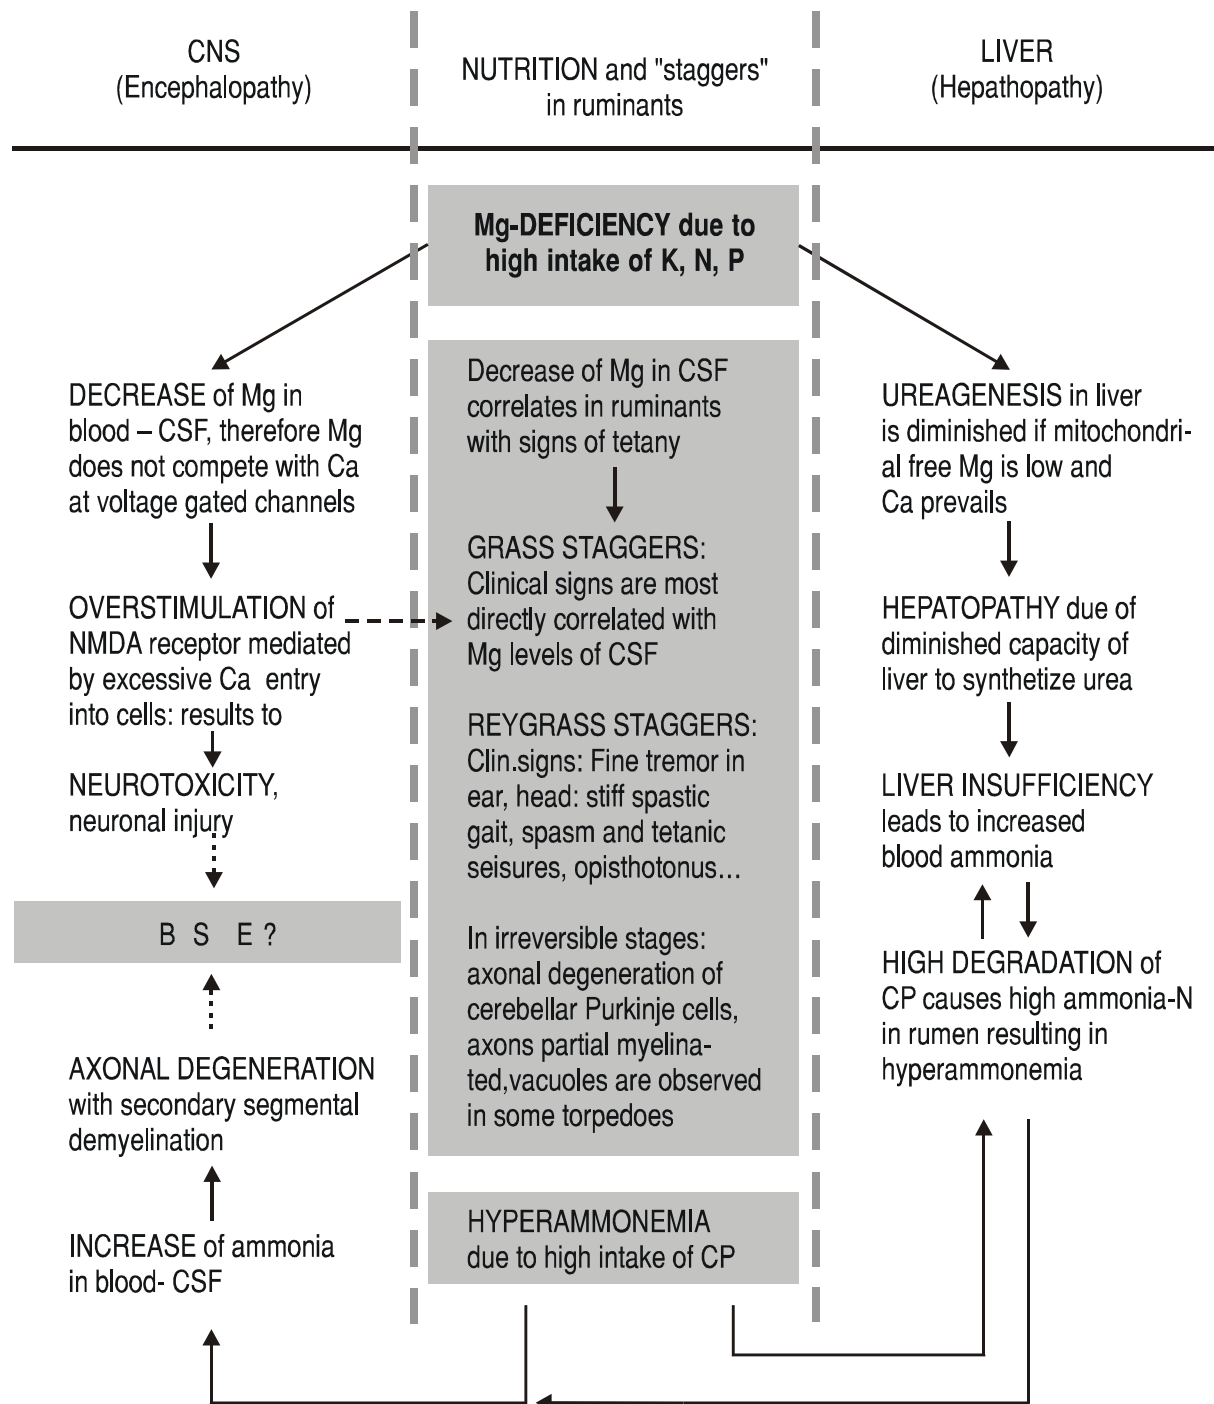 CNS
(Encephalopathy)
NUTRITION and "staggers"
in ruminants
LIVER
(Hepathopathy)
Mg-DEFICIENCY due to
high intake of K, N, P
DECREASE of Mg in
blood – CSF, therefore Mg
does not compete with Ca
at voltage gated channels
OVERSTIMULATION of
NMDA receptor mediated
by excessive Ca entry
into cells: results to
NEUROTOXICITY,
neuronal injury
B S E ?
AXONAL DEGENERATION
with secondary segmental
demyelination
INCREASE of ammonia
in blood- CSF
Decrease of Mg in CSF
correlates in ruminants
with signs of tetany
GRASS STAGGERS:
Clinical signs are most
directly correlated with
Mg levels of CSF
REYGRASS STAGGERS:
Clin.signs: Fine tremor in
ear, head: stiff spastic
gait, spasm and tetanic
seisures, opisthotonus...
In irreversible stages:
axonal degeneration of
cerebellar Purkinje cells,
axons partial myelina-
ted,vacuoles are observed
in some torpedoes
HYPERAMMONEMIA
due to high intake of CP
UREAGENESIS in liver
is diminished if mitochondri-
al free Mg is low and
Ca prevails
HEPATOPATHY due of
diminished capacity of
liver to synthetize urea
LIVER INSUFFICIENCY
leads to increased
blood ammonia
HIGH DEGRADATION of
CP causes high ammonia-N
in rumen resulting in
hyperammonemia